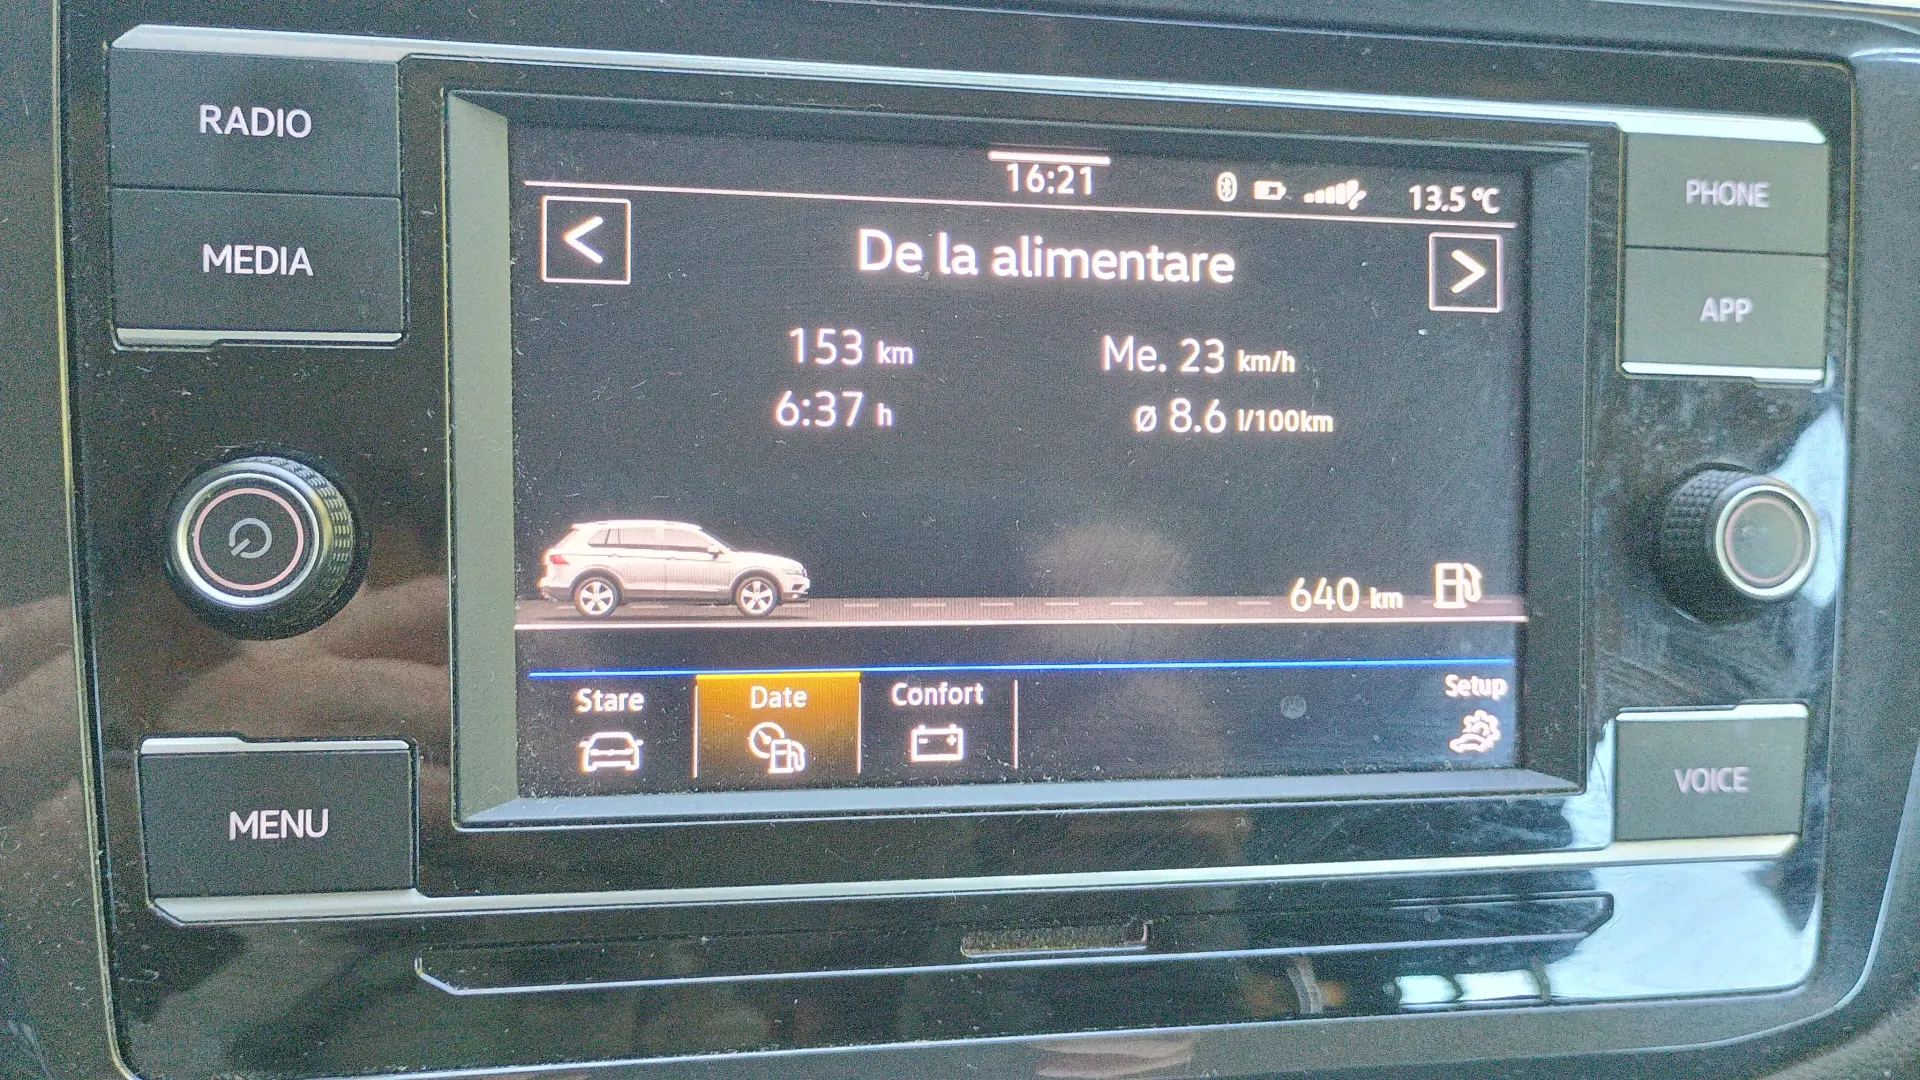 RADIO
MEDIA
MENU
16:21
13.5 °C
<
De la alimentare
>
153 km
Me. 23 km/h
6:37 h
ø 8.6 l/100km
640 km
Stare
Date
Confort
Setup
PHONE
APP
VOICE